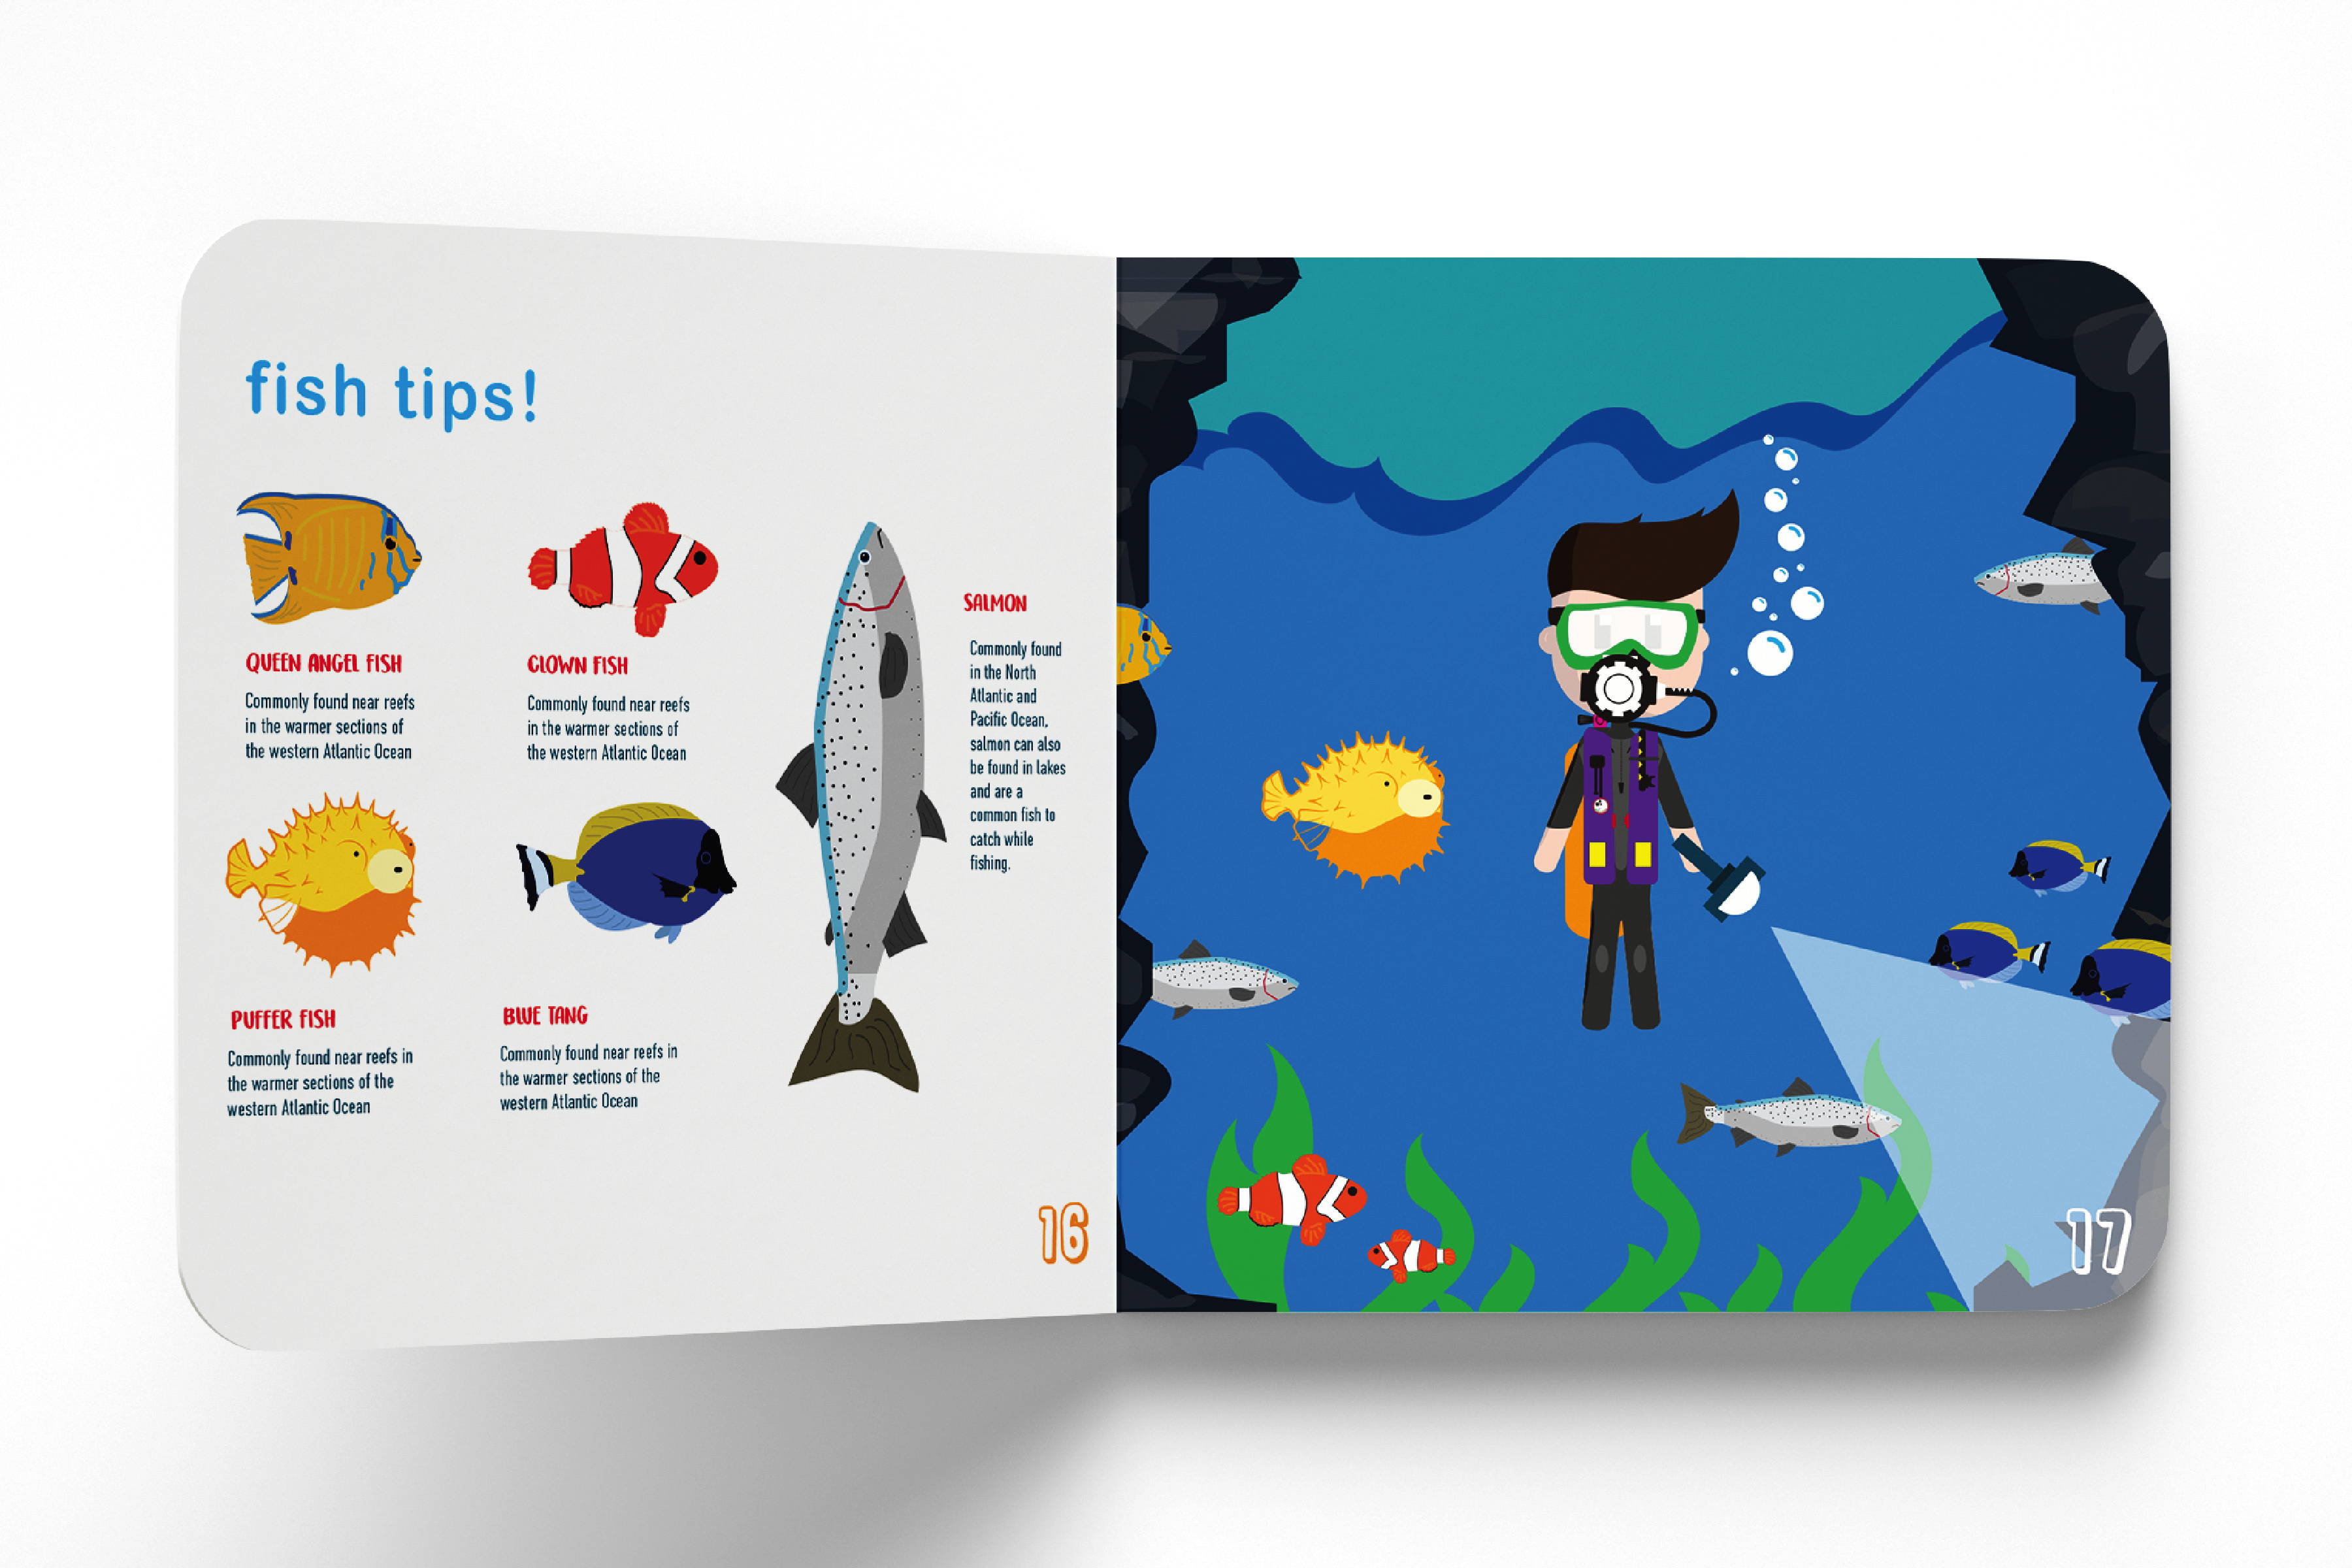 fish tips!
QUEEN ANGEL FISH
Commonly found near reefs
in the warmer sections of
the western Atlantic Ocean
CLOWN FISH
Commonly found near reefs
in the warmer sections of
the western Atlantic Ocean
PUFFER FISH
Commonly found near reefs in
the warmer sections of the
western Atlantic Ocean
BLUE TANG
Commonly found near reefs in
the warmer sections of the
western Atlantic Ocean
SALMON
Commonly found
in the North
Atlantic and
Pacific Ocean,
salmon can also
be found in lakes
and are a
common fish to
catch while
fishing.
16
17